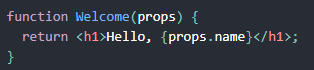 function Welcome(props) {
  return <h1>Hello, {props.name}</h1>;
}